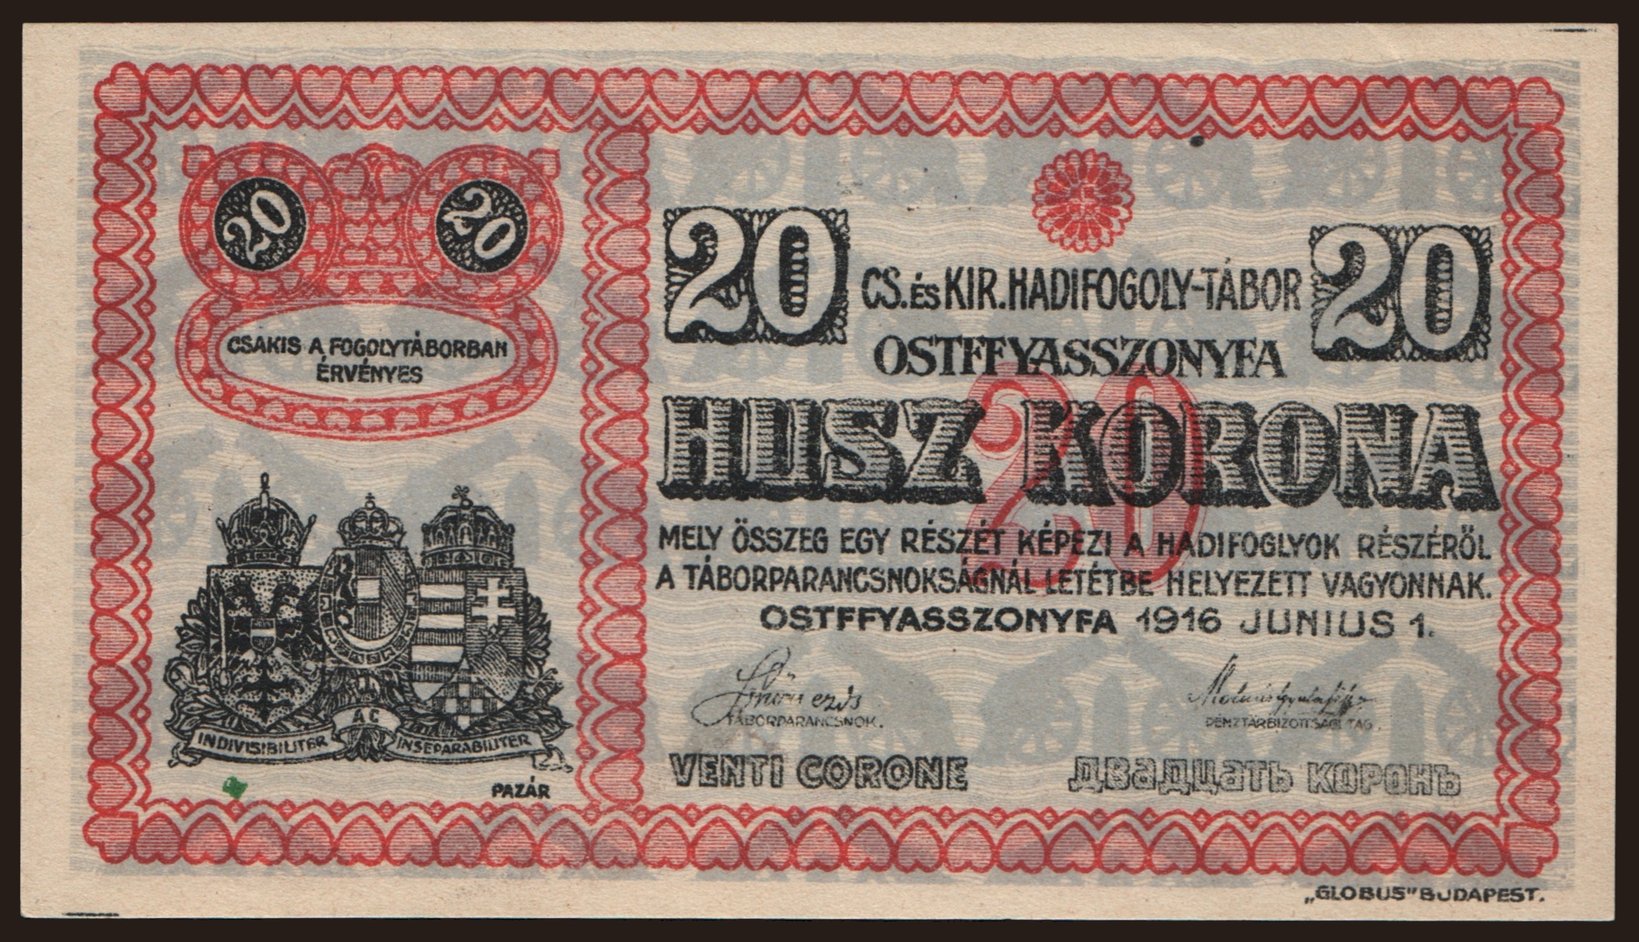 20 20
CSAKIS A FOGOLYTÁBORBAN
ÉRVÉNYES
INDIVISIBILITER AC INSEPARABILITER
PAZÁR
20 CS. ÉS KIR. HADIFOGOLY-TÁBOR 20
OSTFFYASSZONYFA
20
HUSZ KORONA
MELY ÖSSZEG EGY RÉSZÉT KÉPEZI A HADIFOGLYOK RÉSZÉRŐL
A TÁBORPARANCSNOKSÁGNÁL LETÉTBE HELYEZETT VAGYONNAK.
OSTFFYASSZONYFA 1916 JUNIUS 1.
TÁBORPARANCSNOK. PÉNZTÁRBIZOTTSÁGI TAG.
VENTI CORONE ДВАДЦАТЬ КОРОНЪ
„GLOBUS" BUDAPEST.